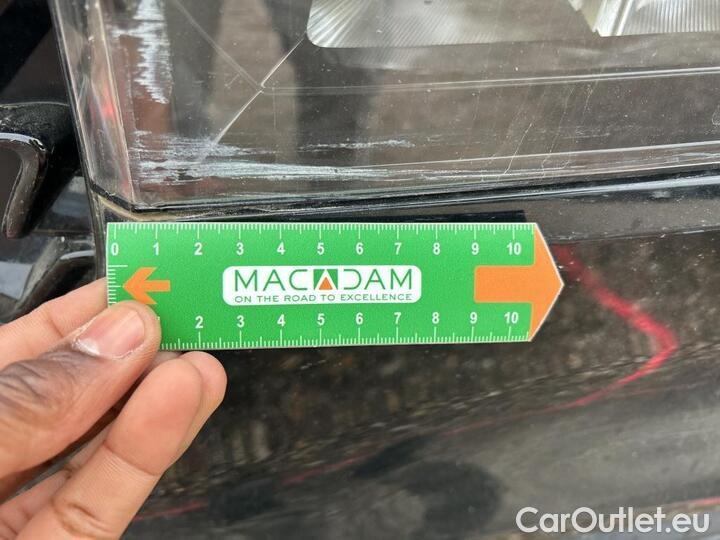 0 1 2 3 4 5 6 7 8 9 10
MACADAM
ON THE ROAD TO EXCELLENCE
2 3 4 5 6 7 8 9 10
CarOutlet.eu